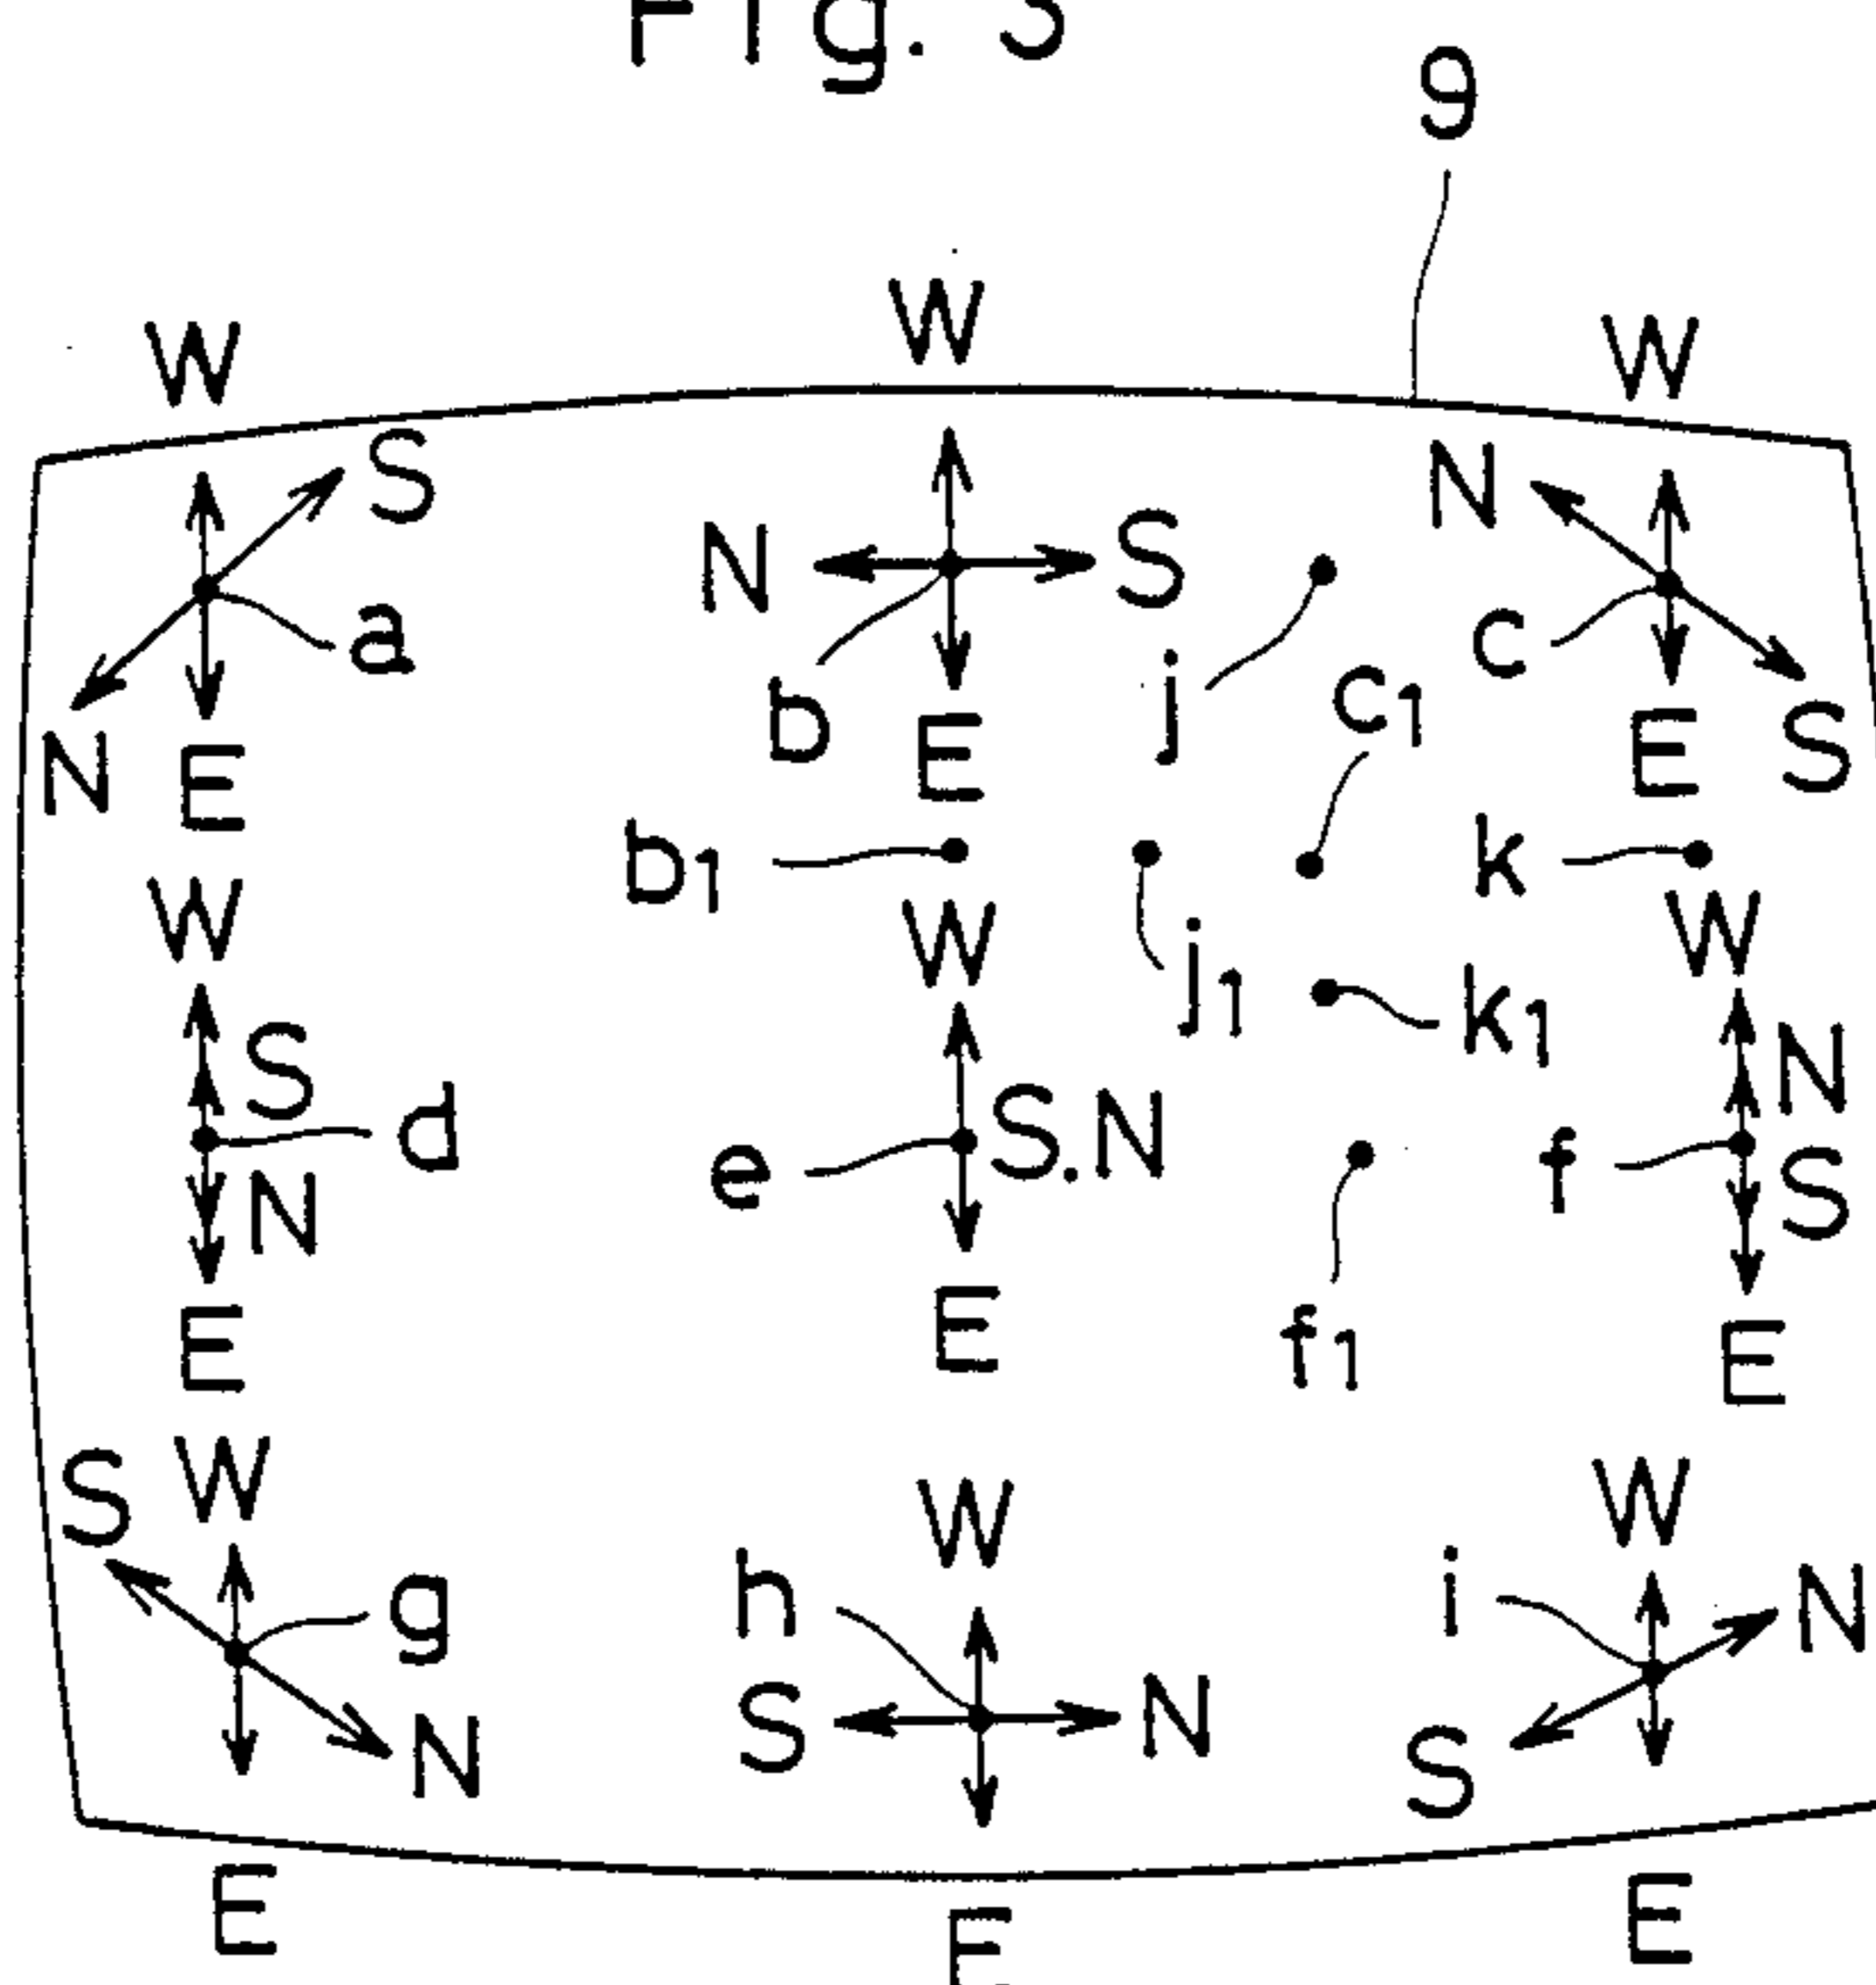 Fig. 3
9
W W W
S N
N S
a c
b j c1
N E E E S
b1 k
W W W
j1 k1
S N
d e S.N f
N S
E E f1 E
S W W W
g h i N
S N S
N
E E E